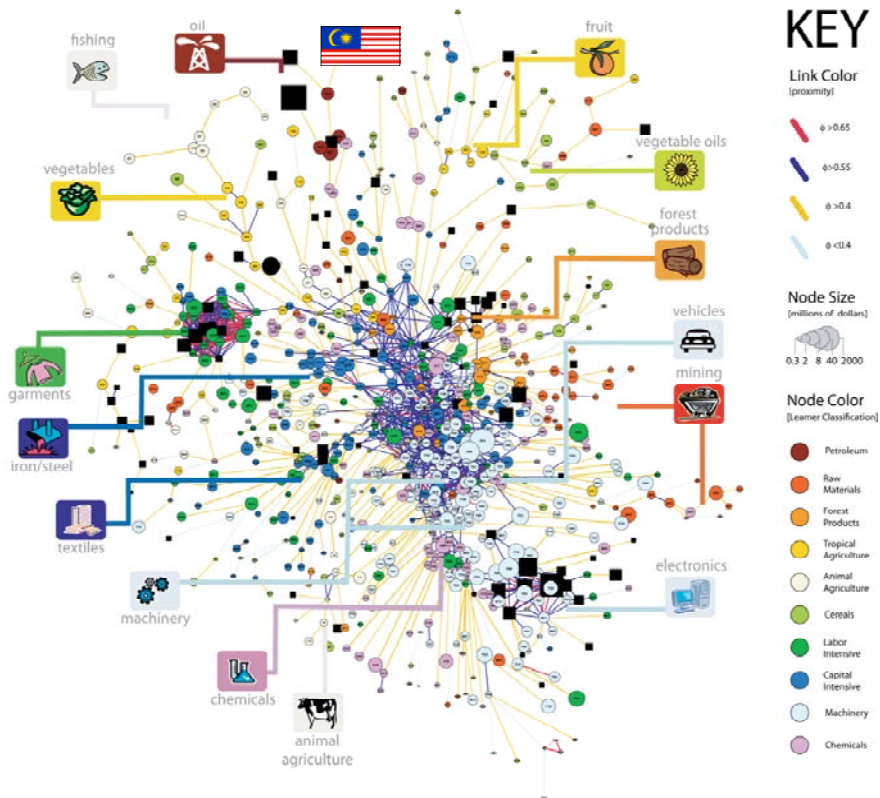 fishing
oil
fruit
vegetables
vegetable oils
forest
products
vehicles
mining
garments
iron/steel
textiles
machinery
electronics
chemicals
animal
agriculture
KEY
Link Color
[proximity]
ϕ >0.65
ϕ>0.55
ϕ >0.4
ϕ <0.4
Node Size
[millions of dollars]
0.3 2 8 40 2000
Node Color
[Leamer Classification]
Petroleum
Raw
Materials
Forest
Products
Tropical
Agriculture
Animal
Agriculture
Cereals
Labor
Intensive
Capital
Intensive
Machinery
Chemicals